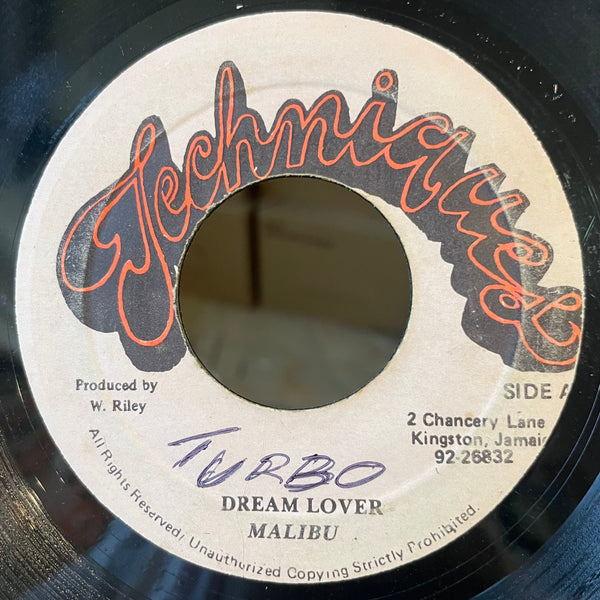 Techniques
Produced by
W. Riley
SIDE A
2 Chancery Lane
Kingston, Jamaic
92-26832
TURBO
DREAM LOVER
MALIBU
All Rights Reserved, Unauthorized Copying Strictly Prohibited.